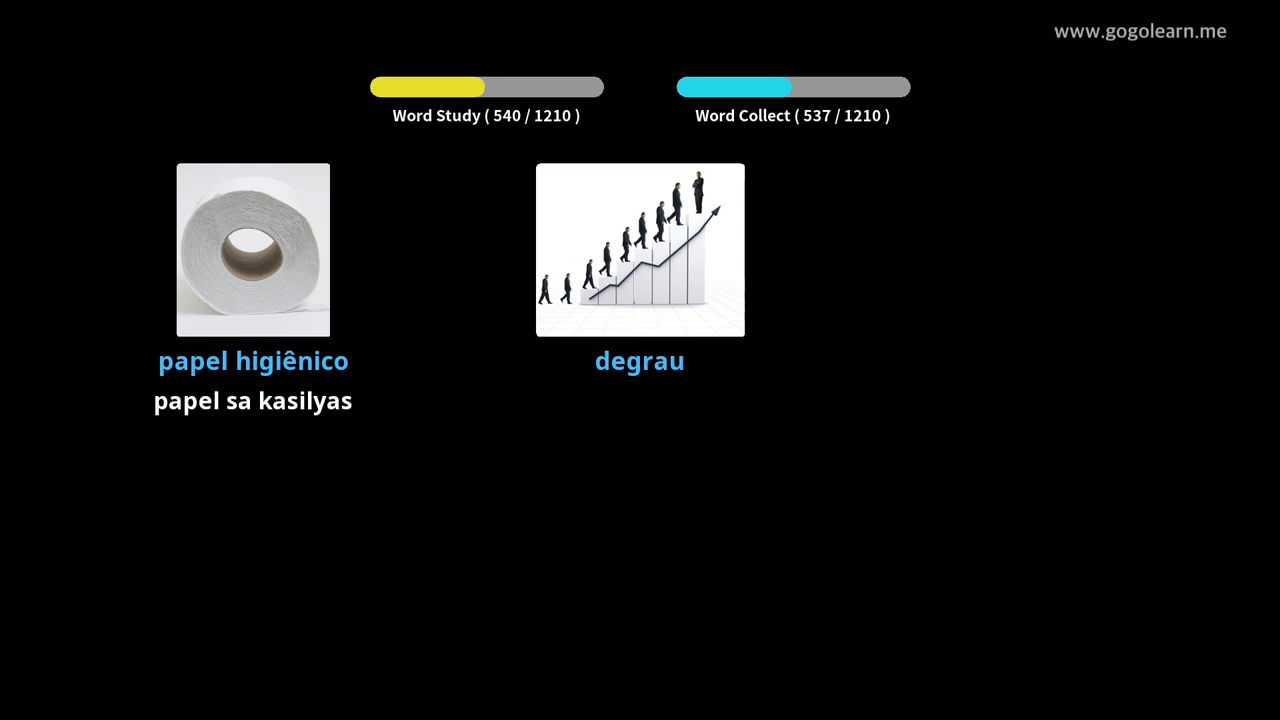 www.gogolearn.me
Word Study ( 540 / 1210 )
Word Collect ( 537 / 1210 )
papel higiênico
papel sa kasilyas
degrau